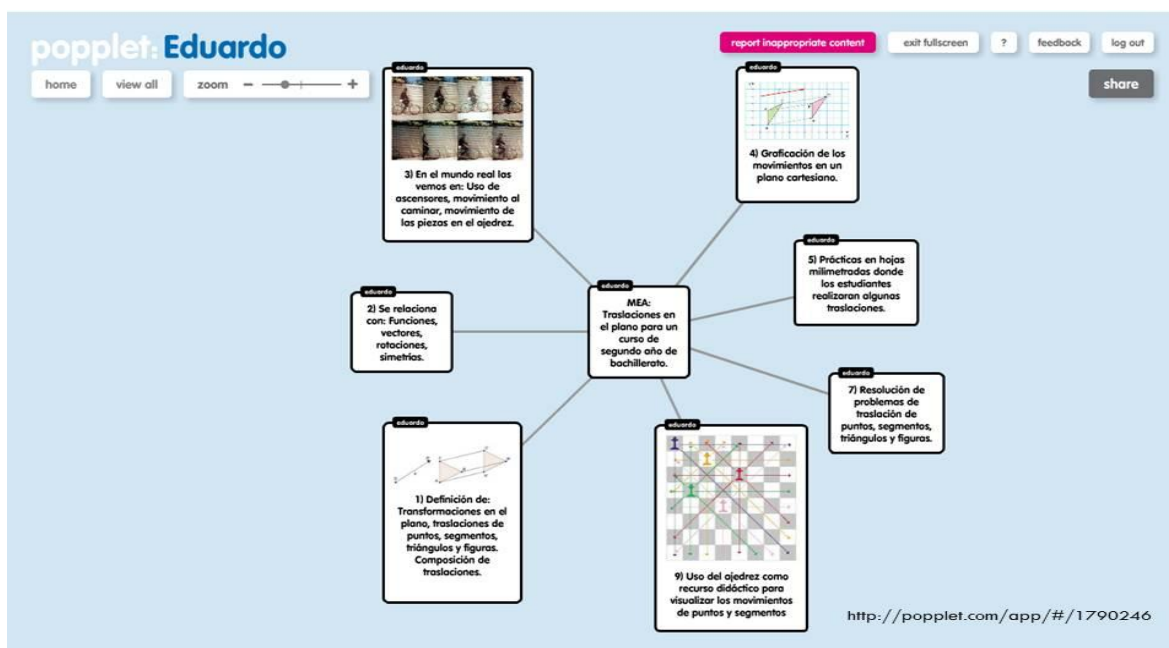 popplet: Eduardo
report inappropriate content
exit fullscreen
?
feedback
log out
home
view all
zoom
share
eduardo
3) En el mundo real las
vemos en: Uso de
ascensores, movimiento al
caminar, movimiento de
las piezas en el ajedrez.
eduardo
4) Graficación de los
movimientos en un
plano cartesiano.
eduardo
5) Prácticas en hojas
milimetradas donde
los estudiantes
realizaran algunas
traslaciones.
eduardo
MEA:
Traslaciones en
el plano para un
curso de
segundo año de
bachillerato.
eduardo
2) Se relaciona
con: Funciones,
vectores,
rotaciones,
simetrías.
eduardo
7) Resolución de
problemas de
traslación de
puntos, segmentos,
triángulos y figuras.
eduardo
1) Definición de:
Transformaciones en el
plano, traslaciones de
puntos, segmentos,
triángulos y figuras.
Composición de
traslaciones.
eduardo
9) Uso del ajedrez como
recurso didáctico para
visualizar los movimientos
de puntos y segmentos
http://popplet.com/app/#/1790246